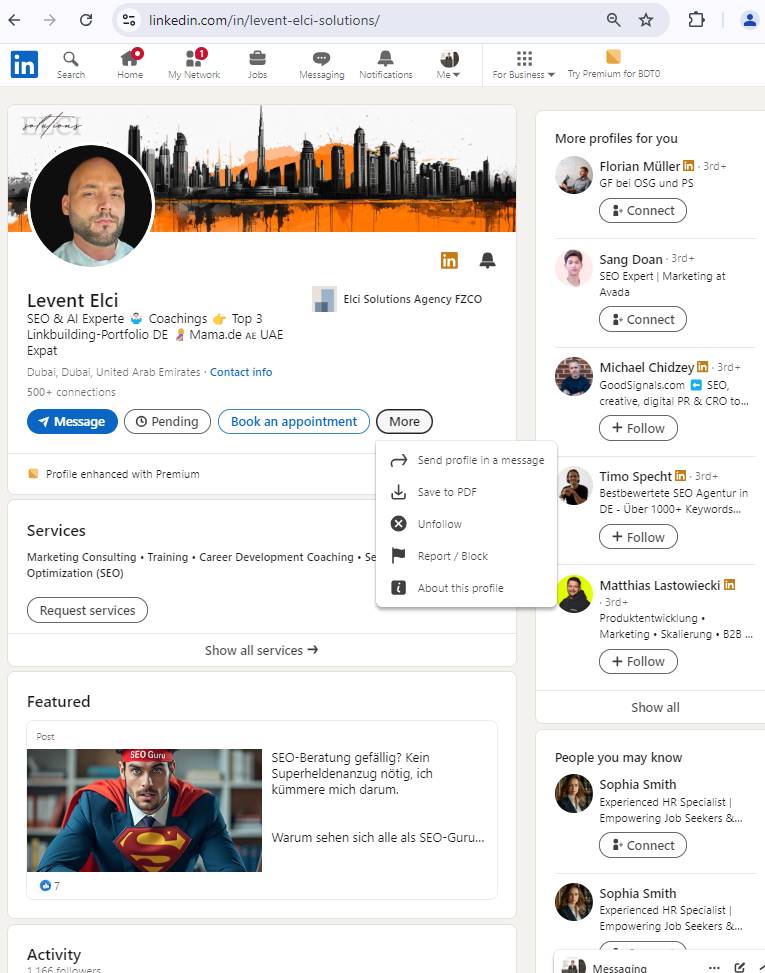 linkedin.com/in/levent-elci-solutions/
in
Search
Home
1
My Network
Jobs
Messaging
Notifications
Me
For Business
Try Premium for BDT0
ELCI
solutions
Levent Elci
SEO & AI Experte 🤹🏻‍♂️ Coachings 👉 Top 3
Linkbuilding-Portfolio DE 🤱 Mama.de 🇦🇪 UAE
Expat
Elci Solutions Agency FZCO
Dubai, Dubai, United Arab Emirates · Contact info
500+ connections
Message
Pending
Book an appointment
More
Send profile in a message
Save to PDF
Unfollow
Report / Block
About this profile
Profile enhanced with Premium
Services
Marketing Consulting • Training • Career Development Coaching • Se
Optimization (SEO)
Request services
Show all services →
Featured
Post
SEO Guru
SEO-Beratung gefällig? Kein
Superheldenanzug nötig, ich
kümmere mich darum.
Warum sehen sich alle als SEO-Guru...
7
Activity
1,166 followers
More profiles for you
Florian Müller in · 3rd+
GF bei OSG und PS
Connect
Sang Doan · 3rd+
SEO Expert | Marketing at
Avada
Connect
Michael Chidzey in · 3rd+
GoodSignals.com ⬅️ SEO,
creative, digital PR & CRO to...
+ Follow
Timo Specht in · 3rd+
Bestbewertete SEO Agentur in
DE - Über 1000+ Keywords...
+ Follow
Matthias Lastowiecki in
· 3rd+
Produktentwicklung •
Marketing • Skalierung • B2B ...
+ Follow
Show all
People you may know
Sophia Smith
Experienced HR Specialist |
Empowering Job Seekers &...
Connect
Sophia Smith
Experienced HR Specialist |
Empowering Job Seekers &...
Connect
Messaging